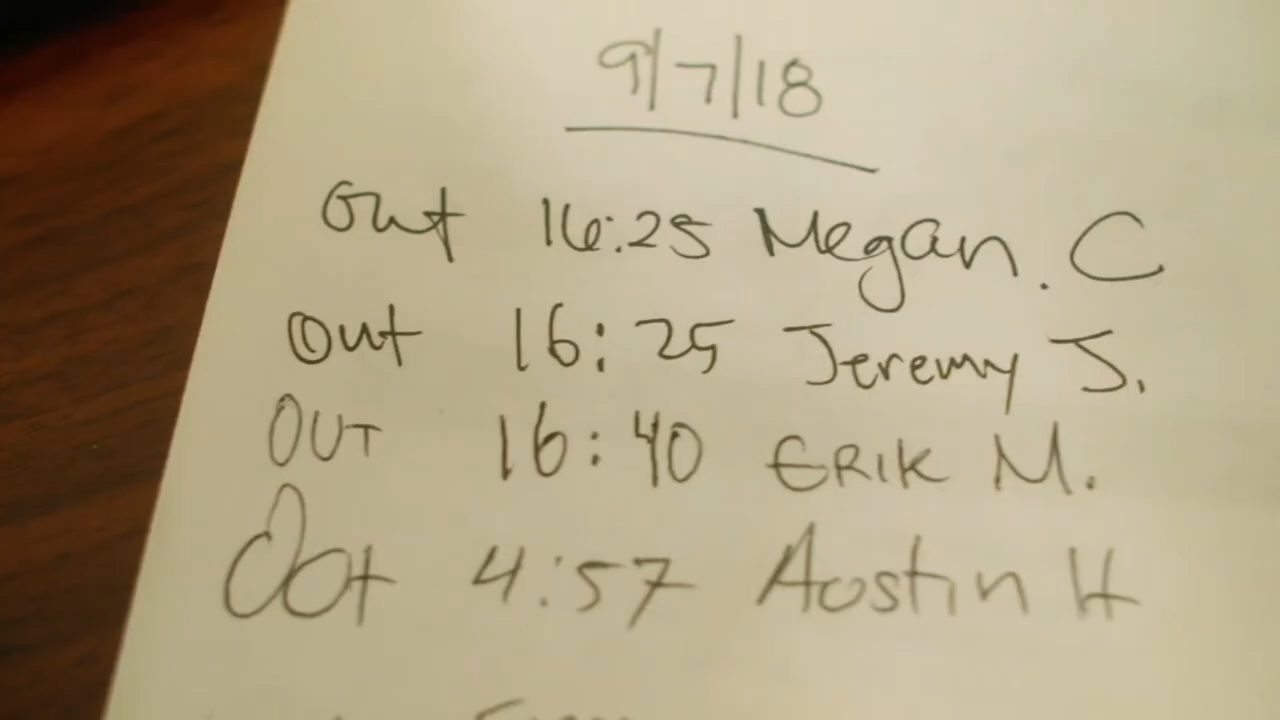 9/7/18
Out 16:25 Megan. C
Out 16:25 Jeremy J.
OUT 16:40 ERIK M.
Out 4:57 Austin H